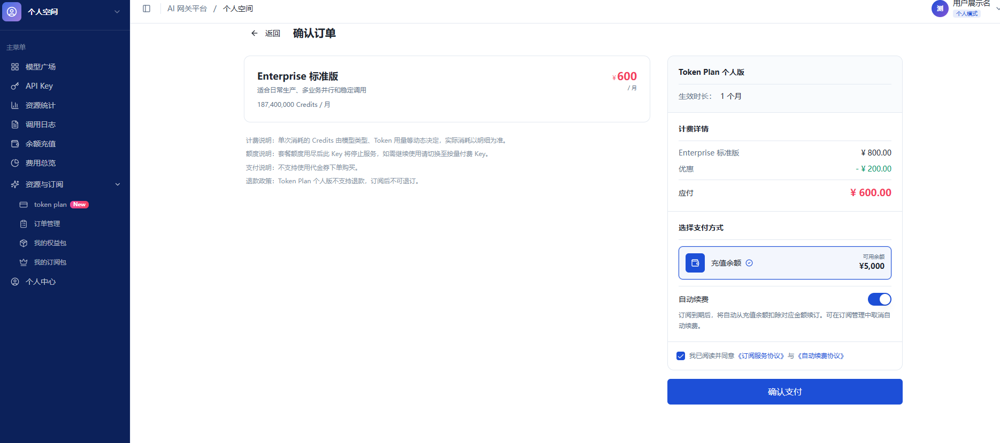 个人空间
主菜单
模型广场
API Key
资源统计
调用日志
余额充值
费用总览
资源与订阅
token plan New
订单管理
我的权益包
我的订阅包
个人中心
AI 网关平台 / 个人空间
测 用户展示名
个人模式
返回 确认订单
Enterprise 标准版
¥600
适合日常生产、多业务并行和稳定调用
/ 月
187,400,000 Credits / 月
计费说明：单次消耗的 Credits 由模型类型、Token 用量等动态决定，实际消耗以明细为准。
额度说明：套餐额度用尽后此 Key 将停止服务，如需继续使用请切换至按量付费 Key。
支付说明：不支持使用代金券下单购买。
退款政策：Token Plan 个人版不支持退款，订阅后不可退订。
Token Plan 个人版
生效时长： 1 个月
计费详情
Enterprise 标准版 ¥ 800.00
优惠 - ¥ 200.00
应付 ¥ 600.00
选择支付方式
充值余额
可用余额
¥5,000
自动续费
订阅到期后，将自动从充值余额扣除对应金额续订。可在订阅管理中取消自
动续费。
我已阅读并同意《订阅服务协议》与《自动续费协议》
确认支付